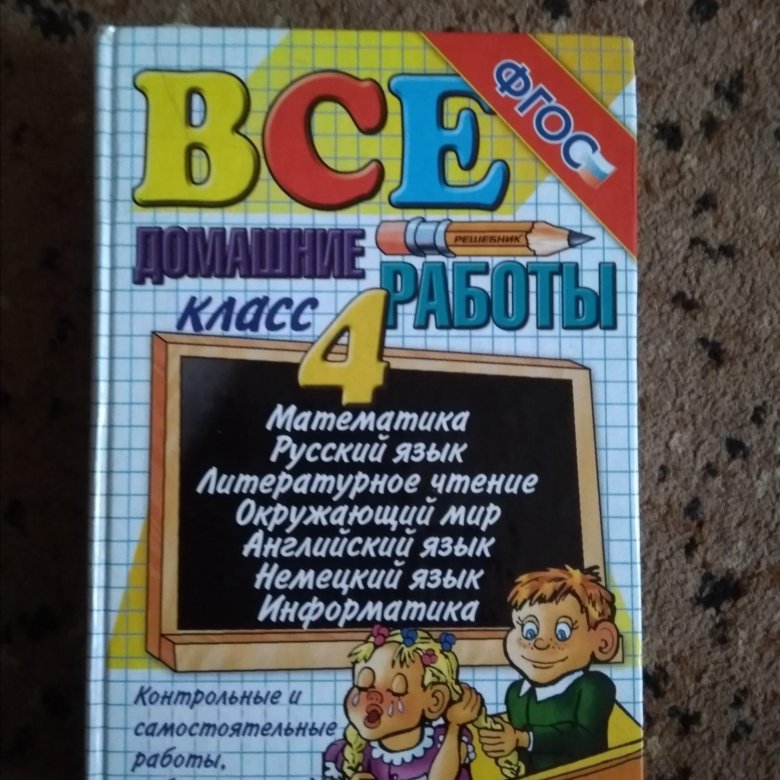 ВСЕ
ФГОС
ДОМАШНИЕ
РЕШЕБНИК
РАБОТЫ
класс
4
Математика
Русский язык
Литературное чтение
Окружающий мир
Английский язык
Немецкий язык
Информатика
Контрольные и
самостоятельные
работы,